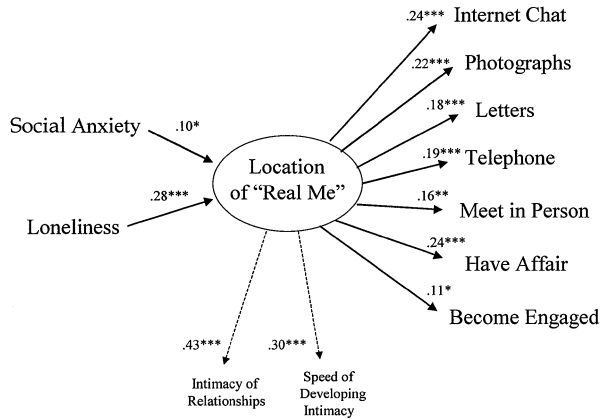 .24***
Internet Chat
.22***
Photographs
.18***
Letters
Social Anxiety
.10*
Location
of “Real Me”
.19***
Telephone
.28***
Loneliness
.16**
Meet in Person
.24***
Have Affair
.11*
Become Engaged
.43***
.30***
Intimacy of
Relationships
Speed of
Developing
Intimacy